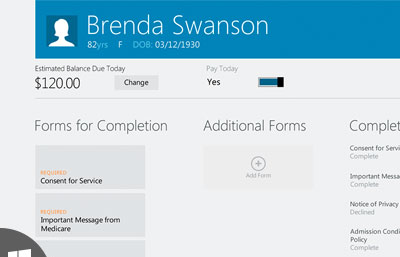 Brenda Swanson
82yrs F DOB: 03/12/1930
Estimated Balance Due Today
$120.00
Change
Pay Today
Yes
Forms for Completion
REQUIRED
Consent for Service
REQUIRED
Important Message from
Medicare
Additional Forms
Add Form
Complet
Consent for Servi
Complete
Important Messag
Complete
Notice of Privacy
Declined
Admission Condi
Policy
Complete